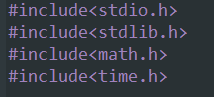 #include<stdio.h>
#include<stdlib.h>
#include<math.h>
#include<time.h>